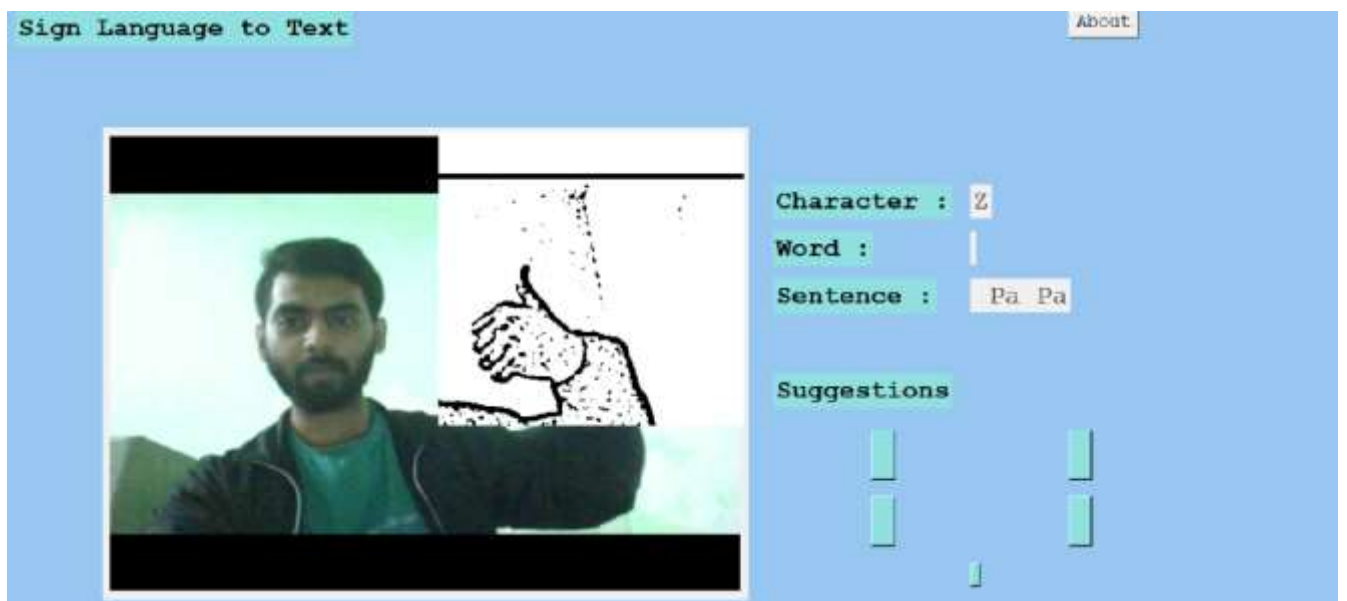 Sign Language to Text
About
Character : Z
Word :
Sentence : Pa Pa
Suggestions